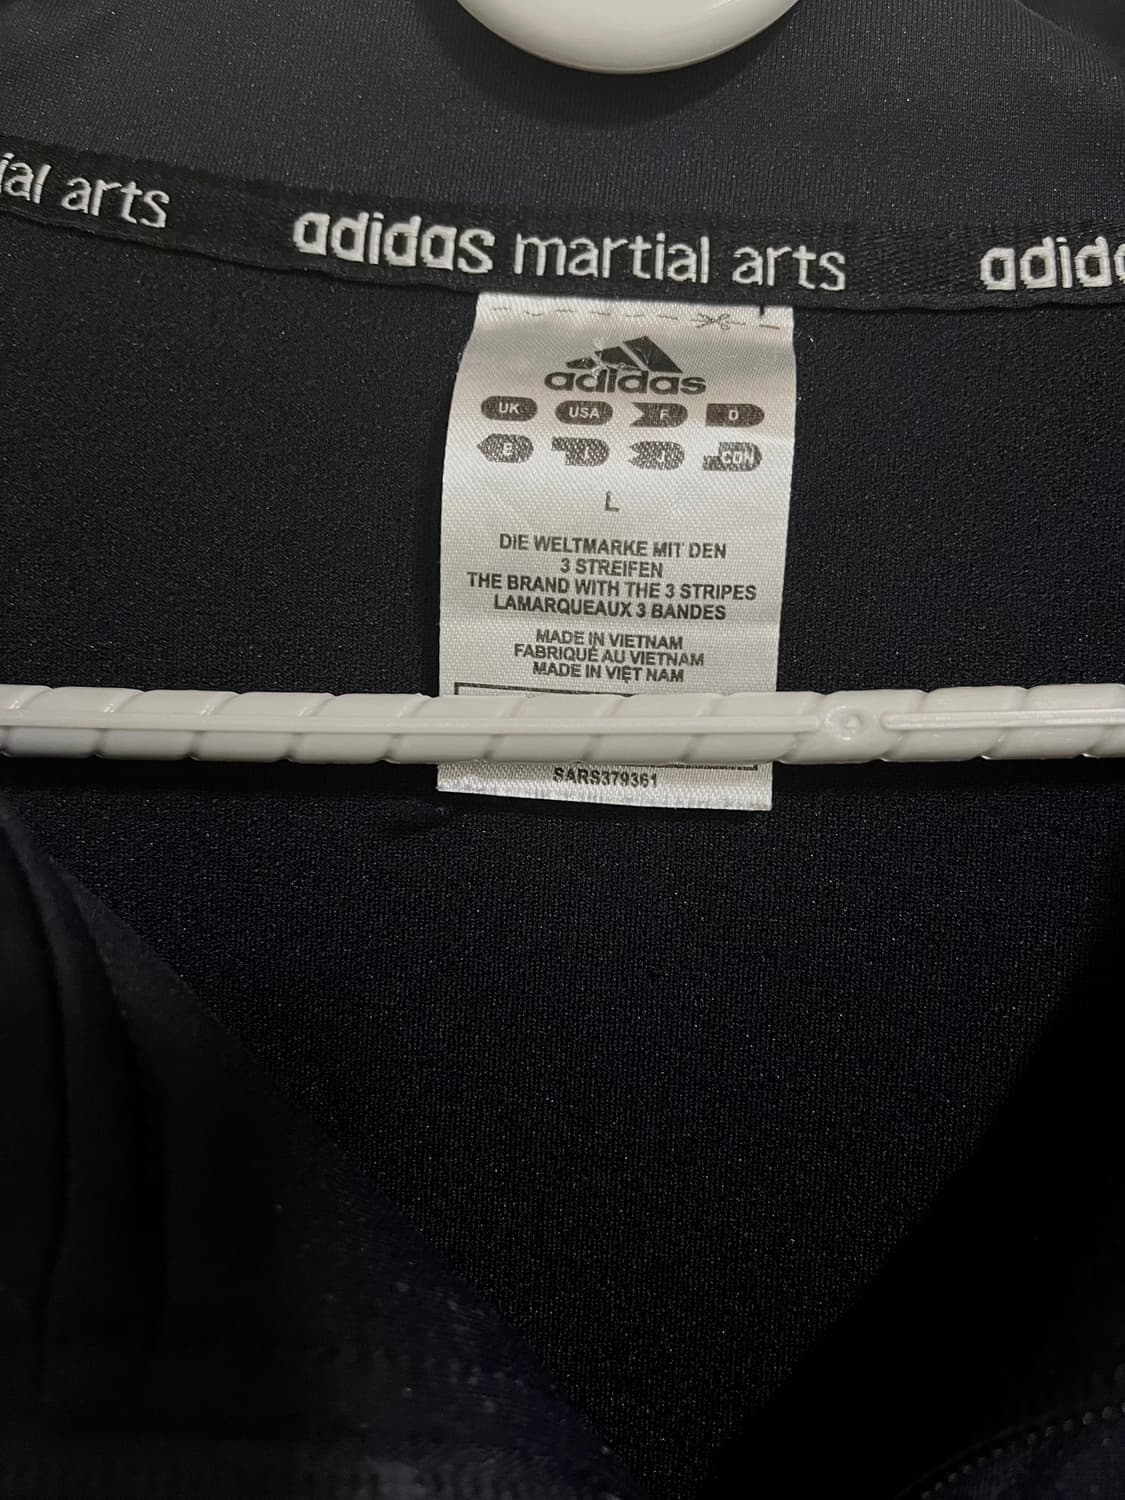 ial arts adidas martial arts adida
adidas
UK USA F D
E I J CDN
L
DIE WELTMARKE MIT DEN
3 STREIFEN
THE BRAND WITH THE 3 STRIPES
LAMARQUEAUX 3 BANDES
MADE IN VIETNAM
FABRIQUÉ AU VIETNAM
MADE IN VIỆT NAM
SARS379361